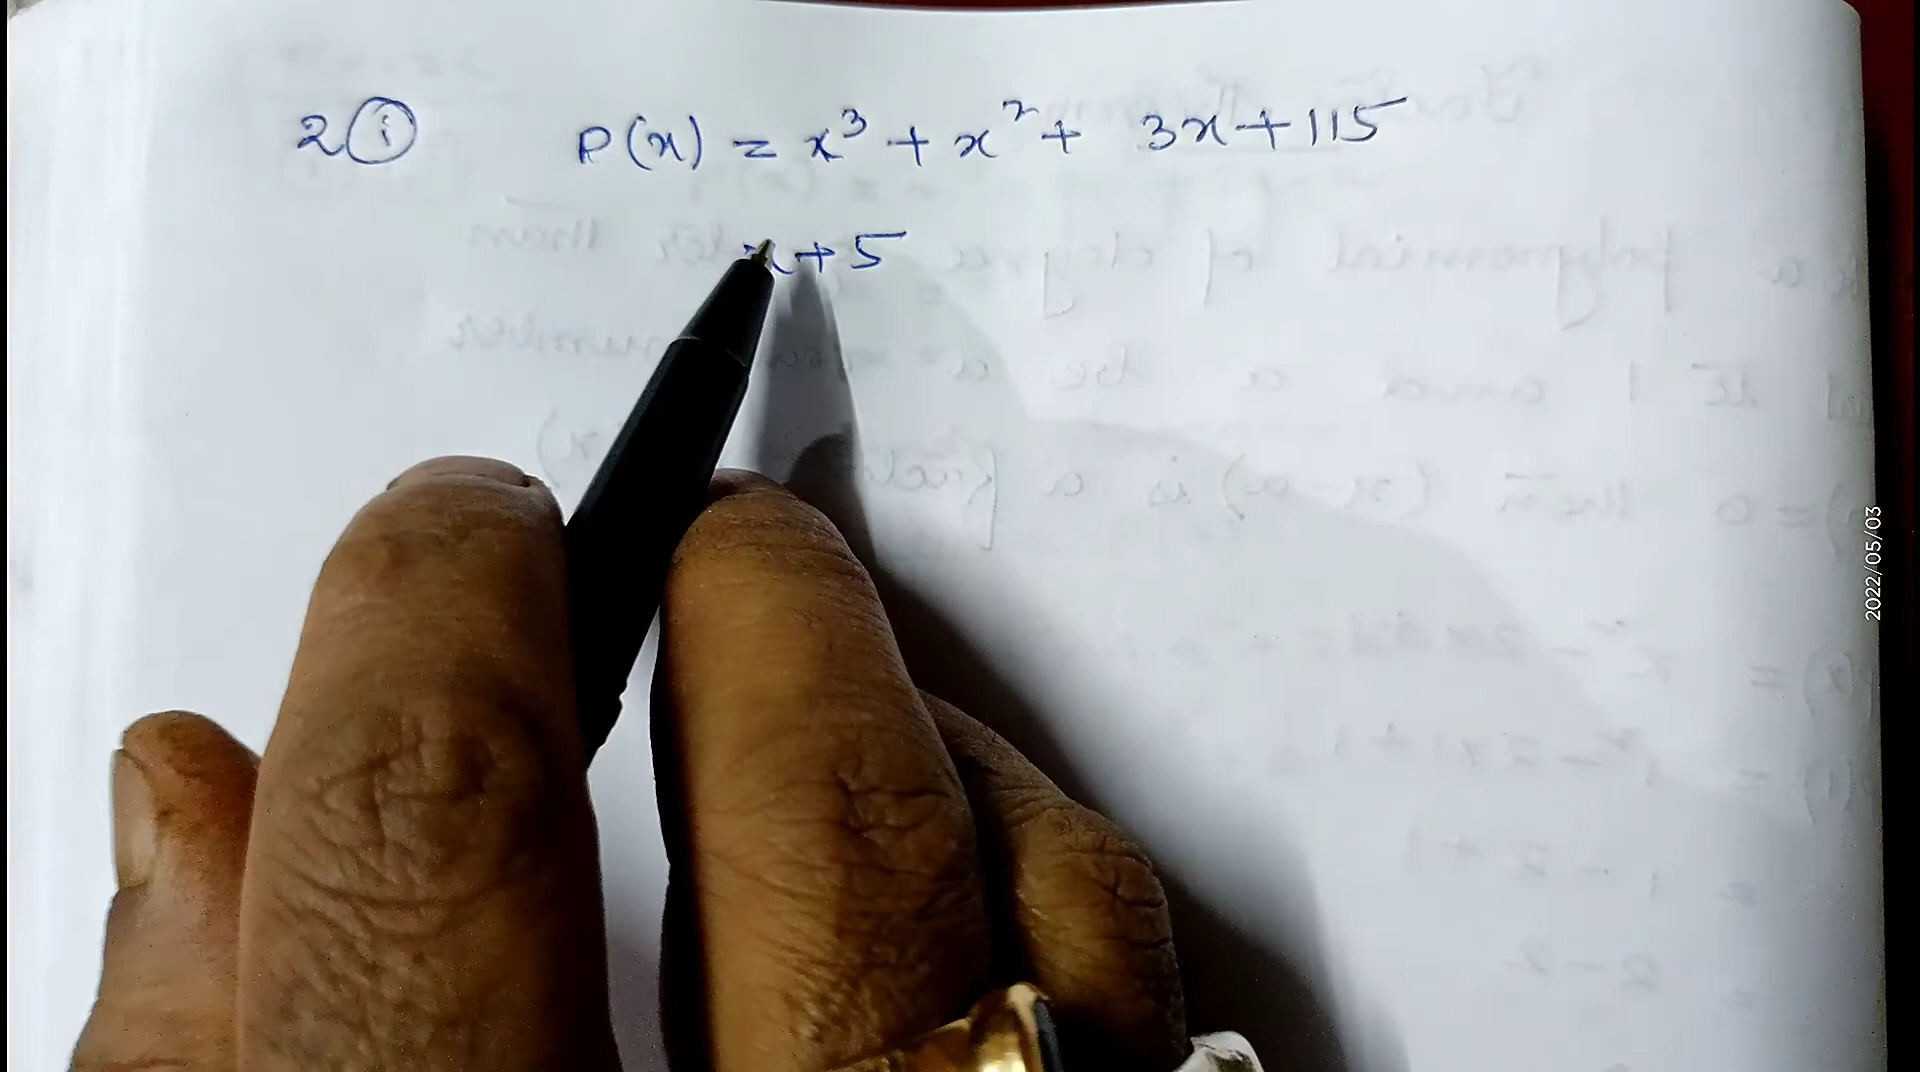 2 (i) P(x) = x³ + x² + 3x + 115
x + 5
2022/05/03